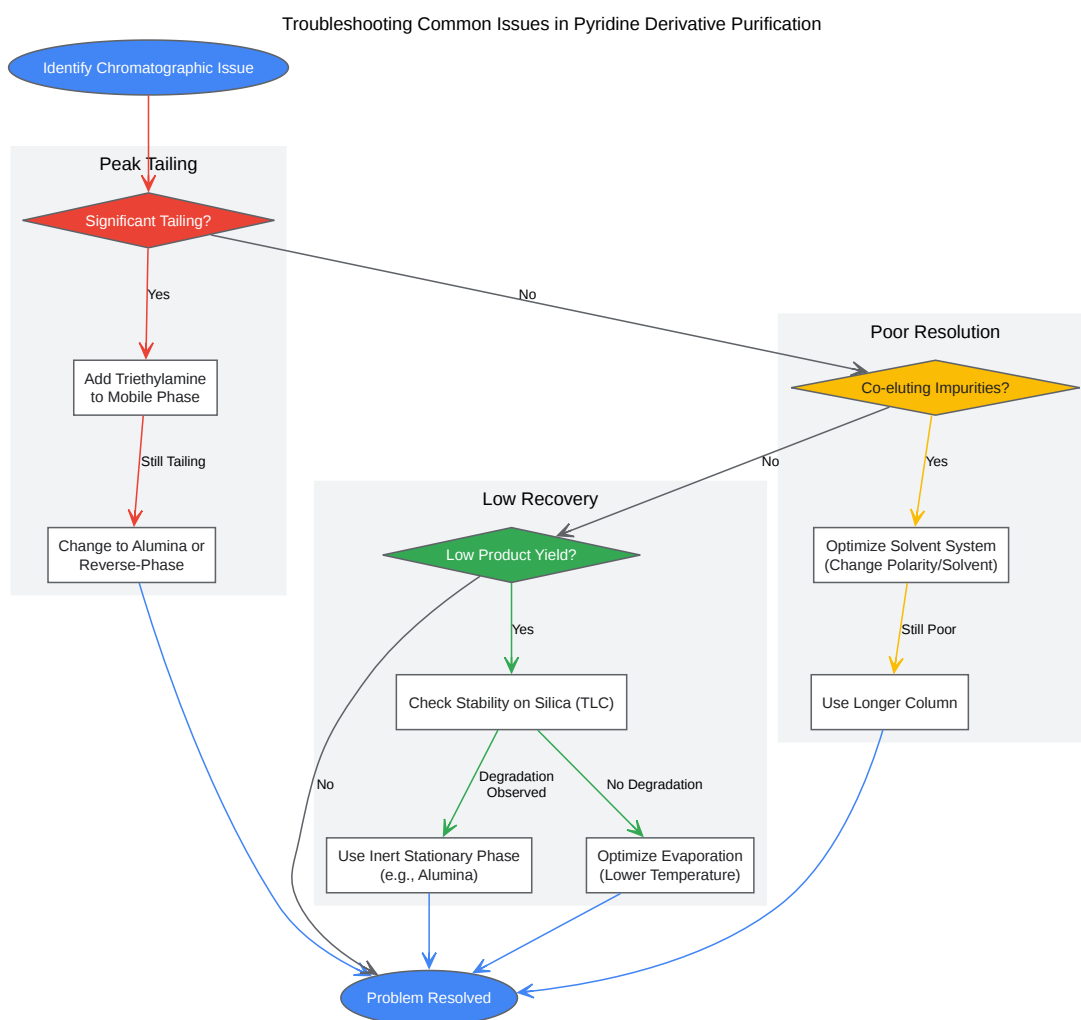 Troubleshooting Common Issues in Pyridine Derivative Purification
Identify Chromatographic Issue
Peak Tailing
Significant Tailing?
Yes
No
Add Triethylamine
to Mobile Phase
Still Tailing
Change to Alumina or
Reverse-Phase
Poor Resolution
Co-eluting Impurities?
No
Yes
Optimize Solvent System
(Change Polarity/Solvent)
Still Poor
Use Longer Column
Low Recovery
Low Product Yield?
Yes
No
Check Stability on Silica (TLC)
Degradation
Observed
No Degradation
Use Inert Stationary Phase
(e.g., Alumina)
Optimize Evaporation
(Lower Temperature)
Problem Resolved